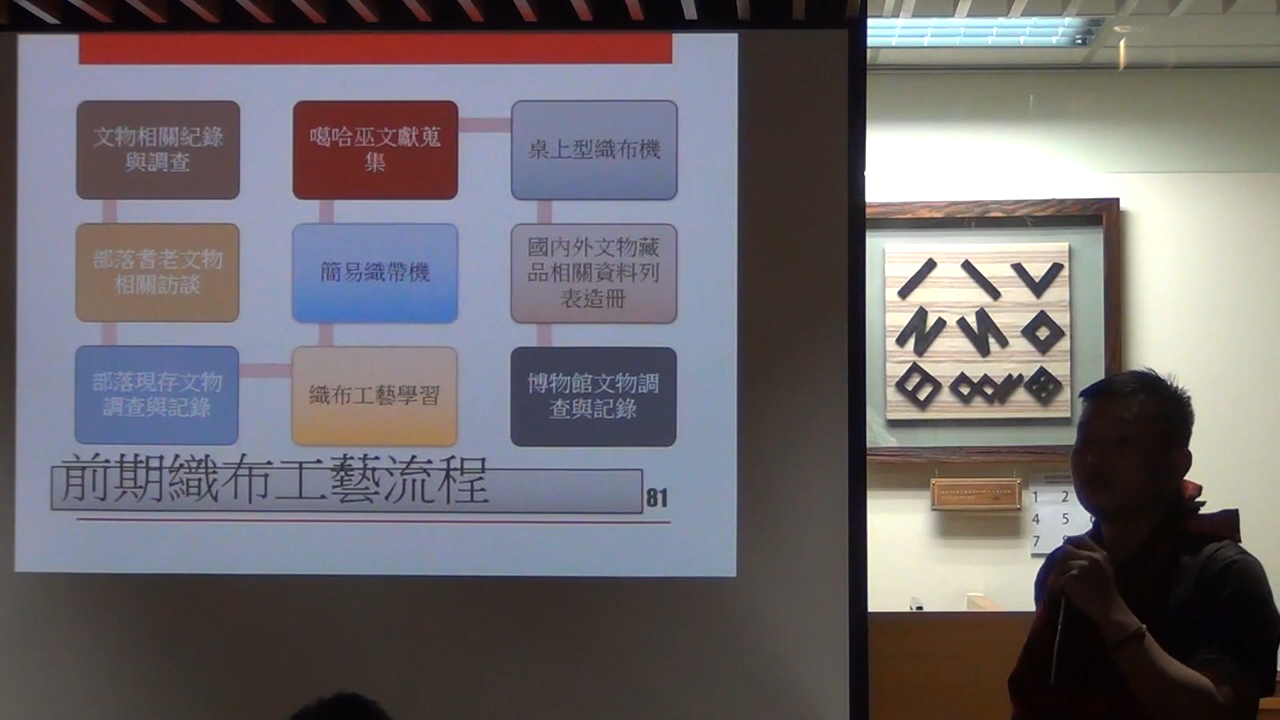 文物相關紀錄
與調查
噶哈巫文獻蒐
集
桌上型織布機
部落耆老文物
相關訪談
簡易織帶機
國內外文物藏
品相關資料列
表造冊
部落現存文物
調查與記錄
織布工藝學習
博物館文物調
查與記錄
前期織布工藝流程
81
1 2
4 5
7